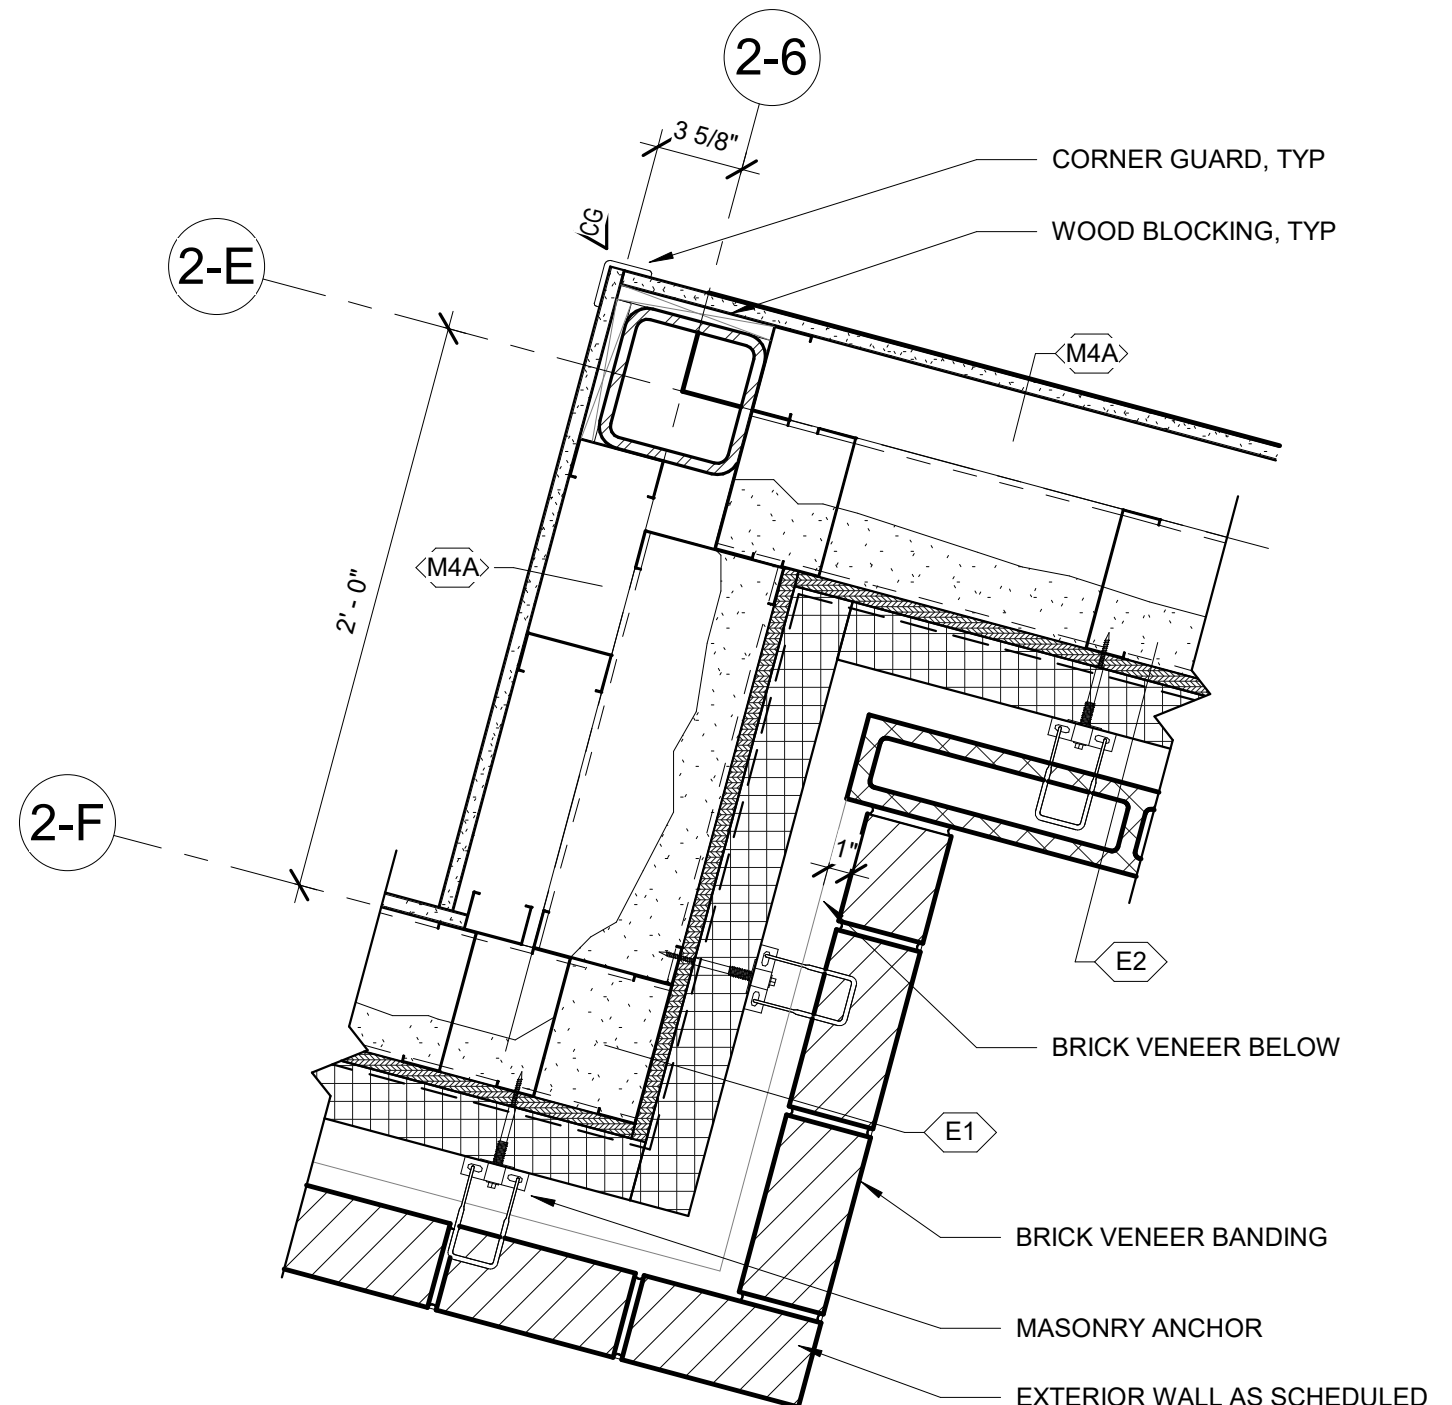 2-6
3 5/8"
CORNER GUARD, TYP
CG
WOOD BLOCKING, TYP
2-E
M4A
M4A
2' - 0"
2-F
1"
E2
BRICK VENEER BELOW
E1
BRICK VENEER BANDING
MASONRY ANCHOR
EXTERIOR WALL AS SCHEDULED